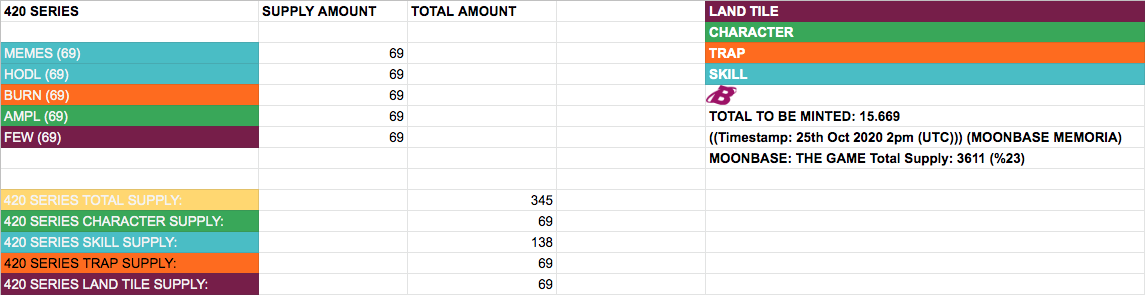 420 SERIES SUPPLY AMOUNT TOTAL AMOUNT LAND TILE
CHARACTER
MEMES (69) 69 TRAP
HODL (69) 69 SKILL
BURN (69) 69 B
AMPL (69) 69 TOTAL TO BE MINTED: 15.669
FEW (69) 69 ((Timestamp: 25th Oct 2020 2pm (UTC))) (MOONBASE MEMORIA)
MOONBASE: THE GAME Total Supply: 3611 (%23)
420 SERIES TOTAL SUPPLY: 345
420 SERIES CHARACTER SUPPLY: 69
420 SERIES SKILL SUPPLY: 138
420 SERIES TRAP SUPPLY: 69
420 SERIES LAND TILE SUPPLY: 69